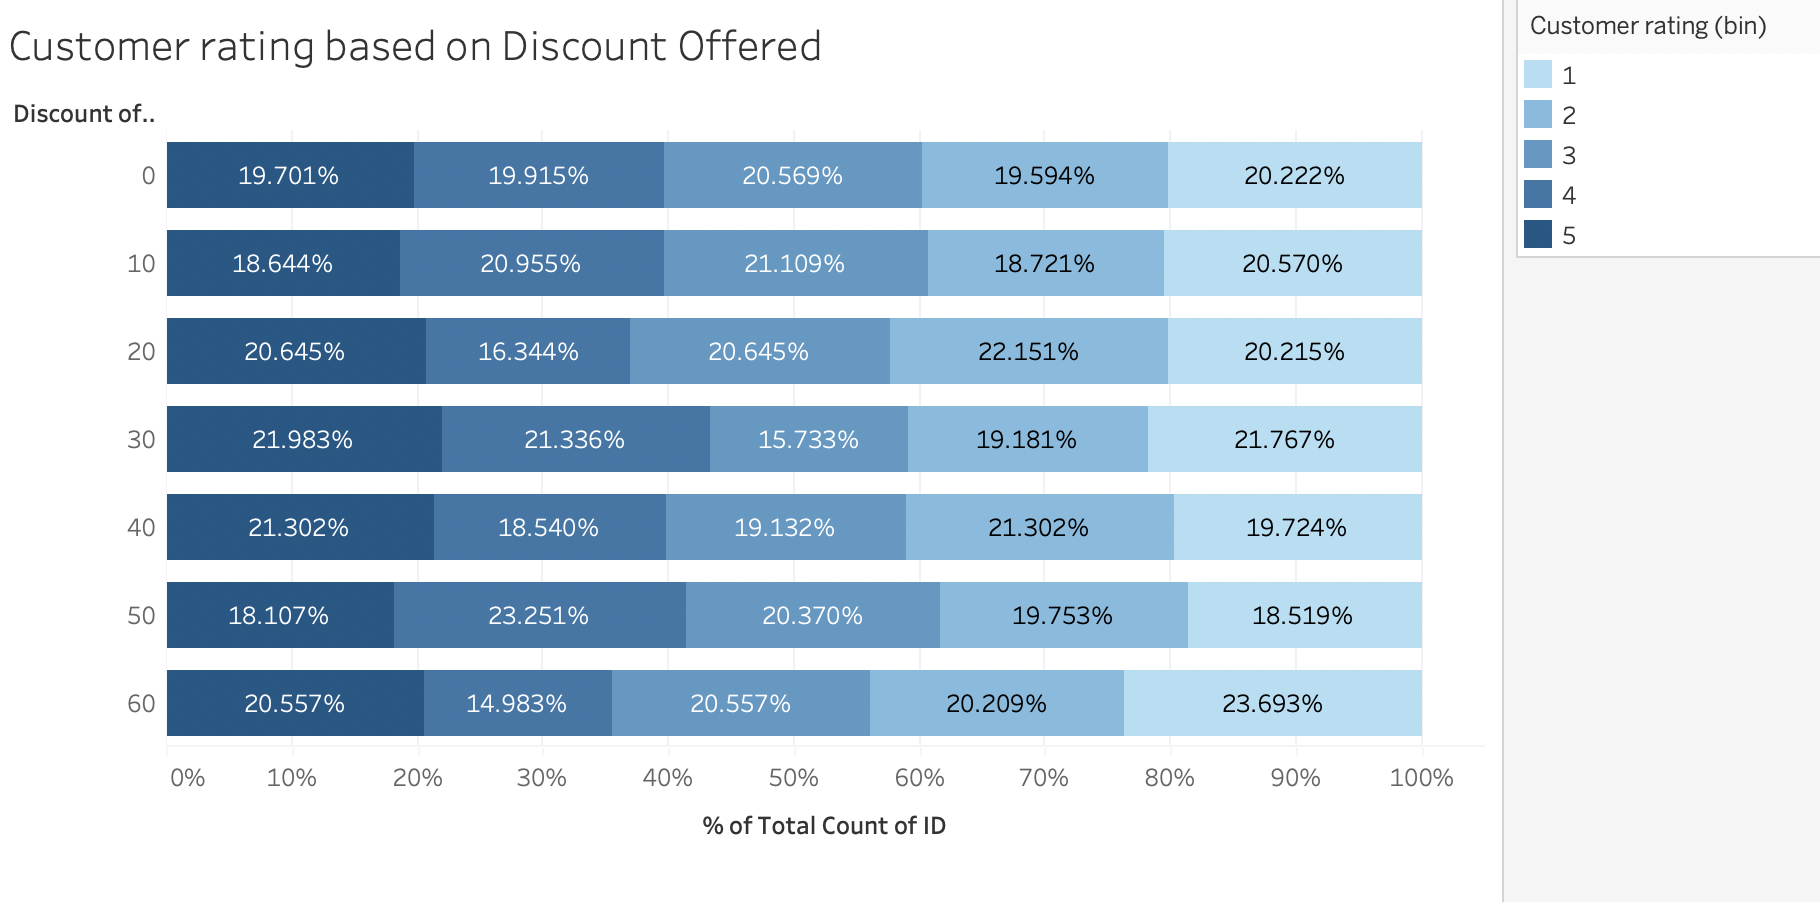 Customer rating based on Discount Offered
Discount of..
0 19.701% 19.915% 20.569% 19.594% 20.222%
10 18.644% 20.955% 21.109% 18.721% 20.570%
20 20.645% 16.344% 20.645% 22.151% 20.215%
30 21.983% 21.336% 15.733% 19.181% 21.767%
40 21.302% 18.540% 19.132% 21.302% 19.724%
50 18.107% 23.251% 20.370% 19.753% 18.519%
60 20.557% 14.983% 20.557% 20.209% 23.693%
0% 10% 20% 30% 40% 50% 60% 70% 80% 90% 100%
% of Total Count of ID
Customer rating (bin)
1
2
3
4
5